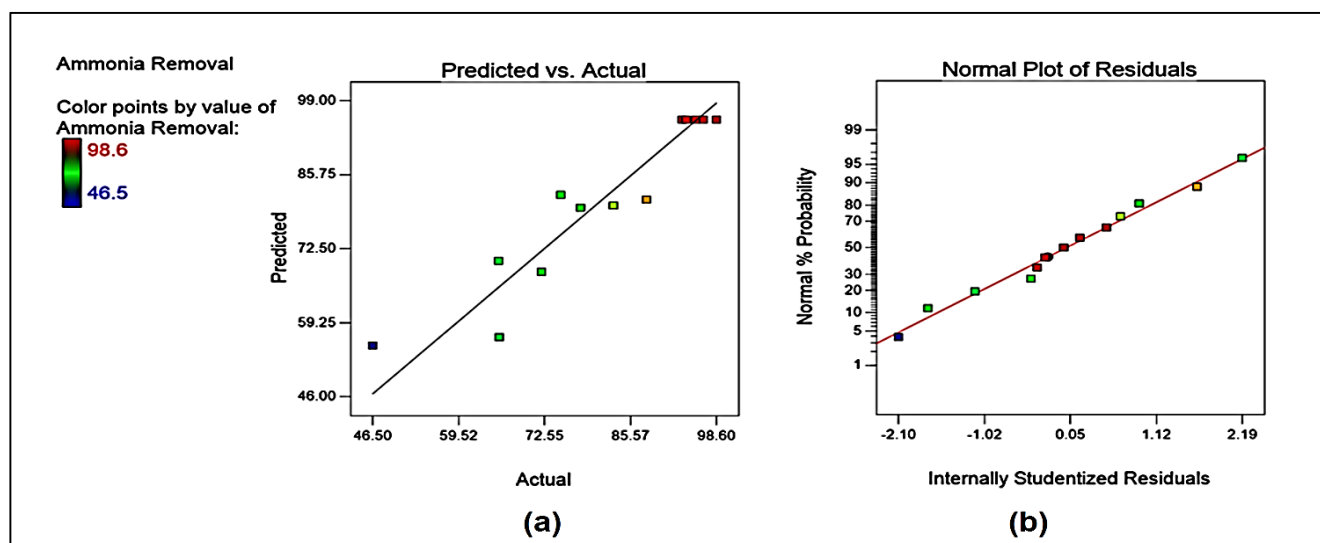 Ammonia Removal
Color points by value of
Ammonia Removal:
98.6
46.5
Predicted vs. Actual
99.00
85.75
72.50
59.25
46.00
Predicted
46.50 59.52 72.55 85.57 98.60
Actual
(a)
Normal Plot of Residuals
99
95
90
80
70
50
30
20
10
5
1
Normal % Probability
-2.10 -1.02 0.05 1.12 2.19
Internally Studentized Residuals
(b)